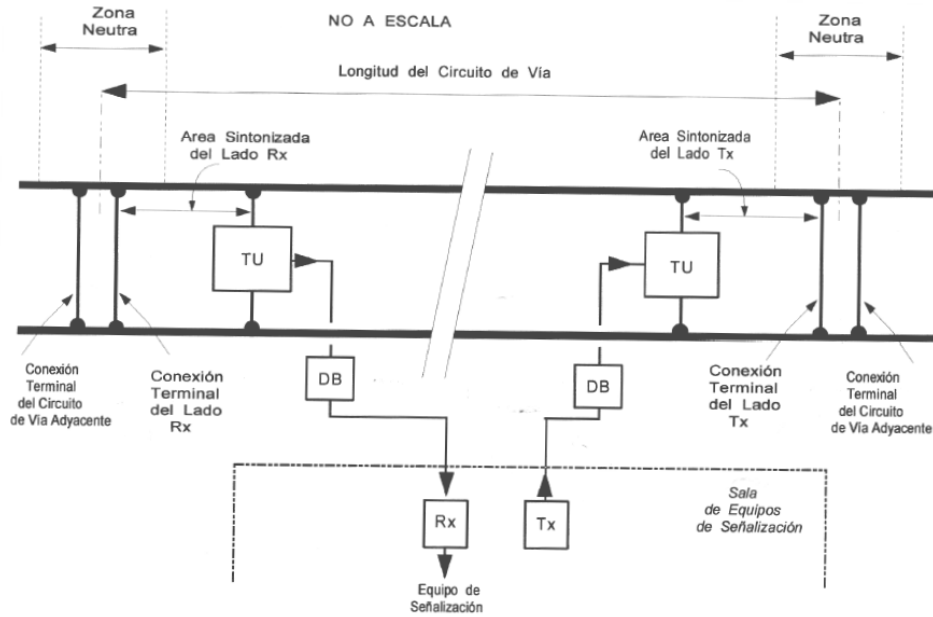 Zona
Neutra
NO A ESCALA
Zona
Neutra
Longitud del Circuito de Vía
Area Sintonizada
del Lado Rx
Area Sintonizada
del Lado Tx
TU
TU
DB
DB
Conexión
Terminal
del Circuito
de Vía Adyacente
Conexión
Terminal
del Lado
Rx
Conexión
Terminal
del Lado
Tx
Conexión
Terminal
del Circuito
de Vía Adyacente
Sala
de Equipos
de Señalización
Rx
Tx
Equipo de
Señalización